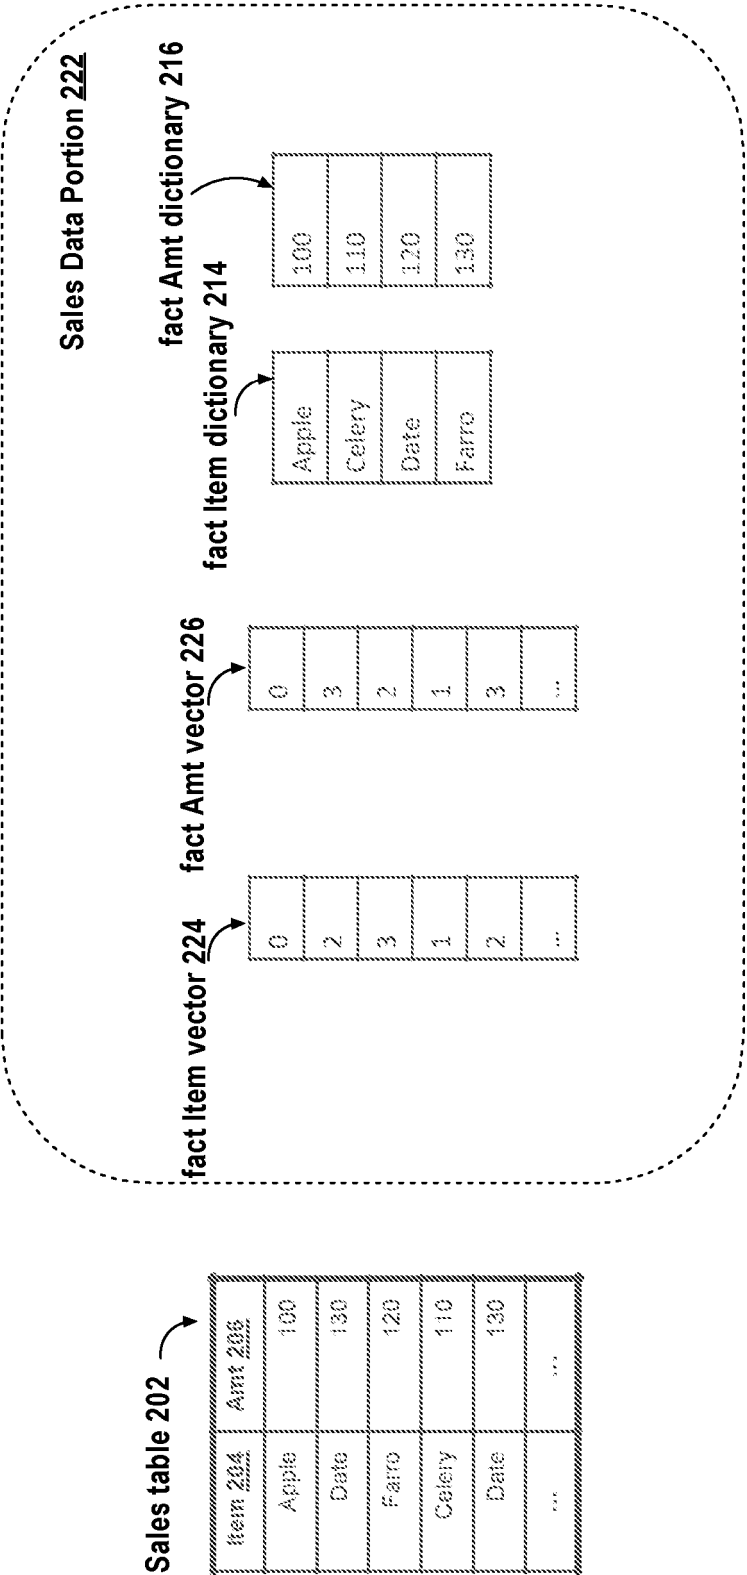 Sales table 202
Item 204 Amt 206
Apple 100
Date 130
Farro 120
Celery 110
Date 130
... ...
Sales Data Portion 222
fact Item vector 224
0
2
3
1
2
...
fact Amt vector 226
0
3
2
1
3
...
fact Item dictionary 214
Apple
Celery
Date
Farro
fact Amt dictionary 216
100
110
120
130